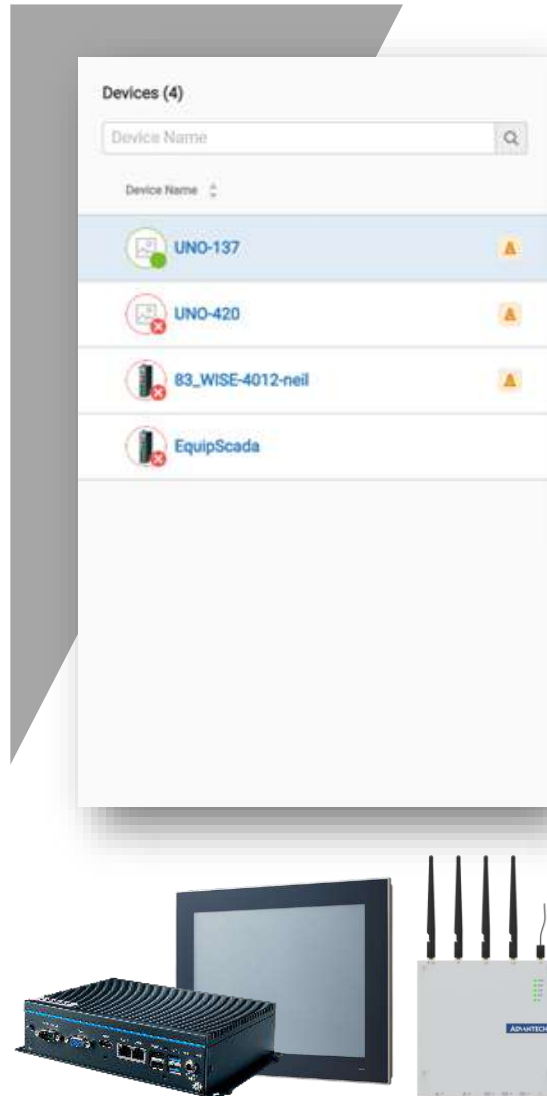 Devices (4)
Device Name
Device Name
UNO-137
A
UNO-420
A
83_WISE-4012-neil
A
EquipScada
ADVANTECH